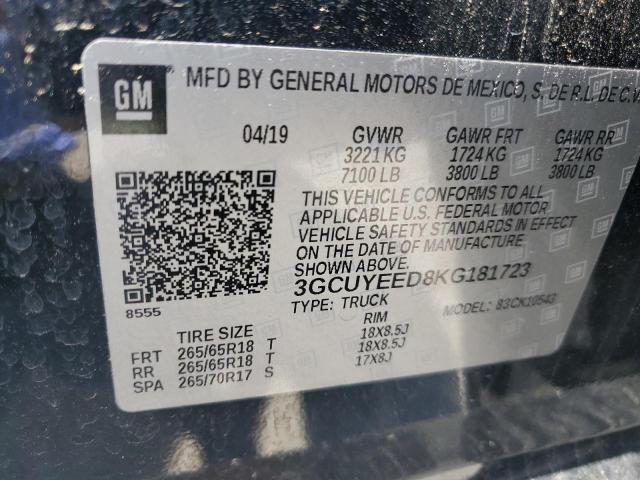 GM
MFD BY GENERAL MOTORS DE MEXICO, S. DE R.L. DE C.V.
04/19 GVWR GAWR FRT GAWR RR
3221 KG 1724 KG 1724 KG
7100 LB 3800 LB 3800 LB
THIS VEHICLE CONFORMS TO ALL
APPLICABLE U.S. FEDERAL MOTOR
VEHICLE SAFETY STANDARDS IN EFFECT
ON THE DATE OF MANUFACTURE
SHOWN ABOVE.
3GCUYEED8KG181723
8555 TYPE: TRUCK 83CK10543
TIRE SIZE RIM
FRT 265/65R18 T 18X8.5J
RR 265/65R18 T 18X8.5J
SPA 265/70R17 S 17X8J